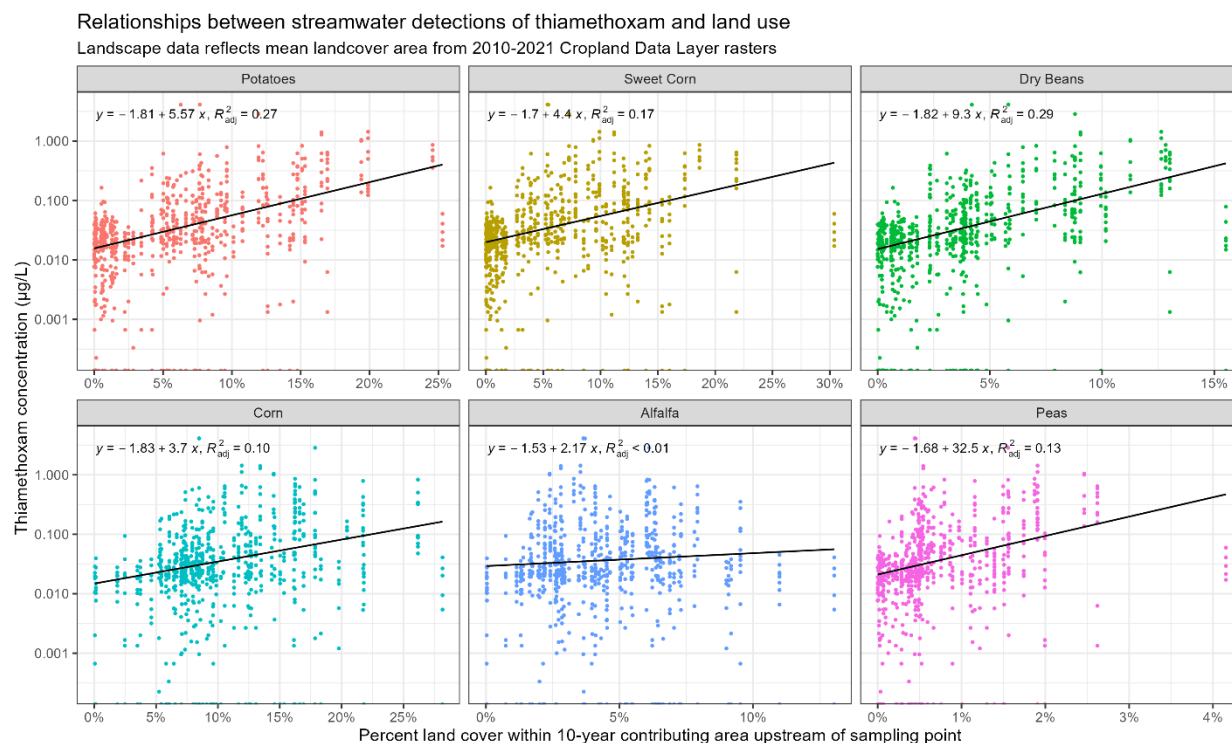 Relationships between streamwater detections of thiamethoxam and land use
Landscape data reflects mean landcover area from 2010-2021 Cropland Data Layer rasters
Potatoes
Sweet Corn
Dry Beans
y = − 1.81 + 5.57 x, R²adj = 0.27
y = − 1.7 + 4.4 x, R²adj = 0.17
y = − 1.82 + 9.3 x, R²adj = 0.29
1.000
0.100
0.010
0.001
0% 5% 10% 15% 20% 25%
0% 5% 10% 15% 20% 25% 30%
0% 5% 10% 15%
Thiamethoxam concentration (µg/L)
Corn
Alfalfa
Peas
y = − 1.83 + 3.7 x, R²adj = 0.10
y = − 1.53 + 2.17 x, R²adj < 0.01
y = − 1.68 + 32.5 x, R²adj = 0.13
1.000
0.100
0.010
0.001
0% 5% 10% 15% 20% 25%
0% 5% 10%
0% 1% 2% 3% 4%
Percent land cover within 10-year contributing area upstream of sampling point